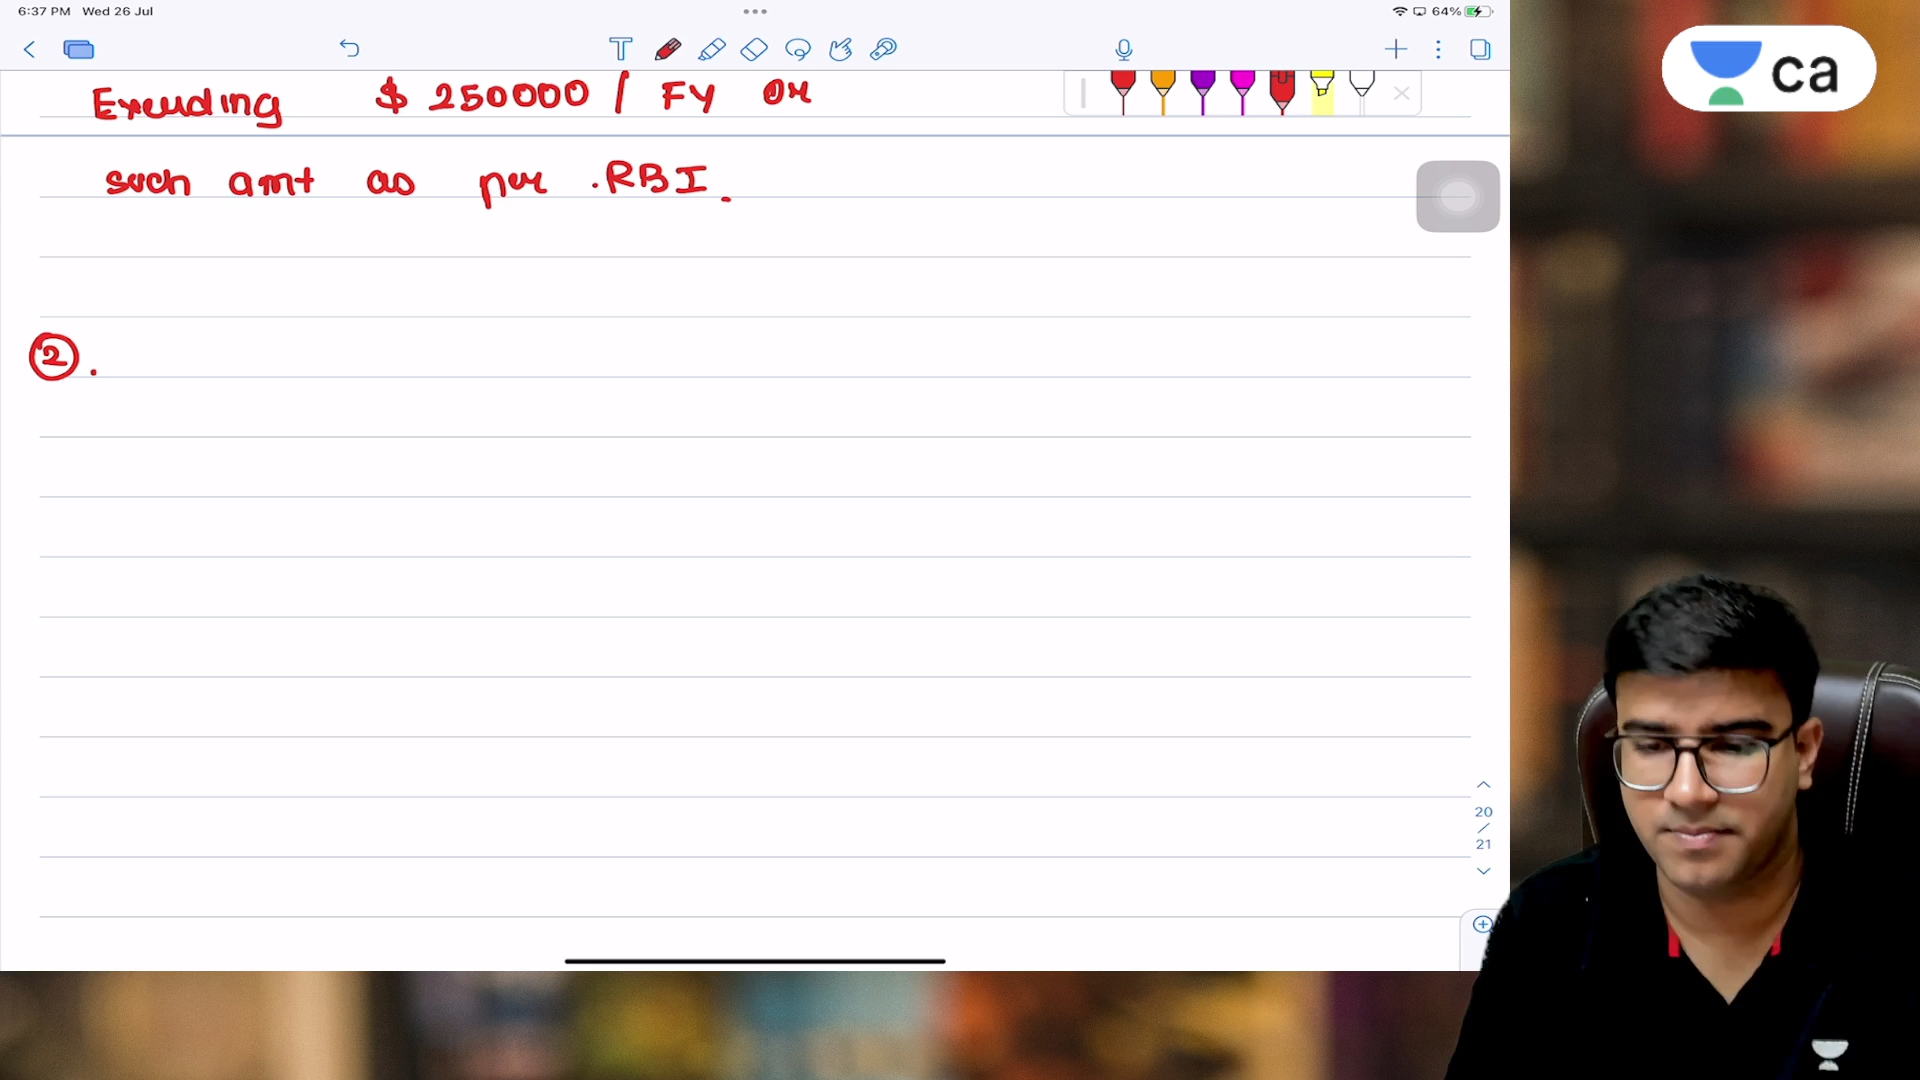 6:37 PM Wed 26 Jul
64%
ca
Exceeding $ 250000 / FY or
such amt as per .RBI.
2.
T
20
/
21